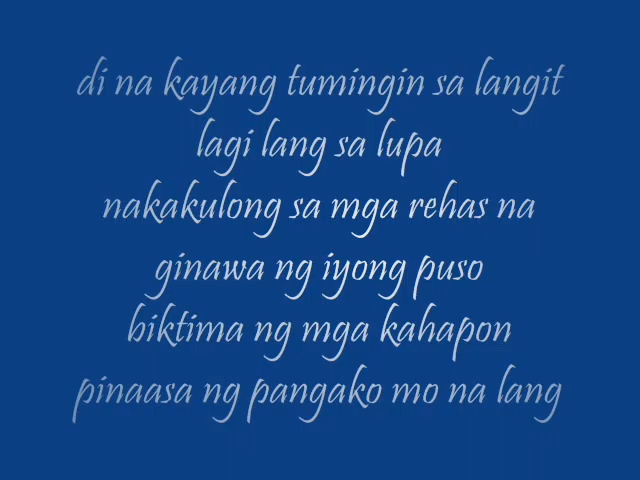 di na kayang tumingin sa langit
lagi lang sa lupa
nakakulong sa mga rehas na
ginawa ng iyong puso
biktima ng mga kahapon
pinaasa ng pangako mo na lang